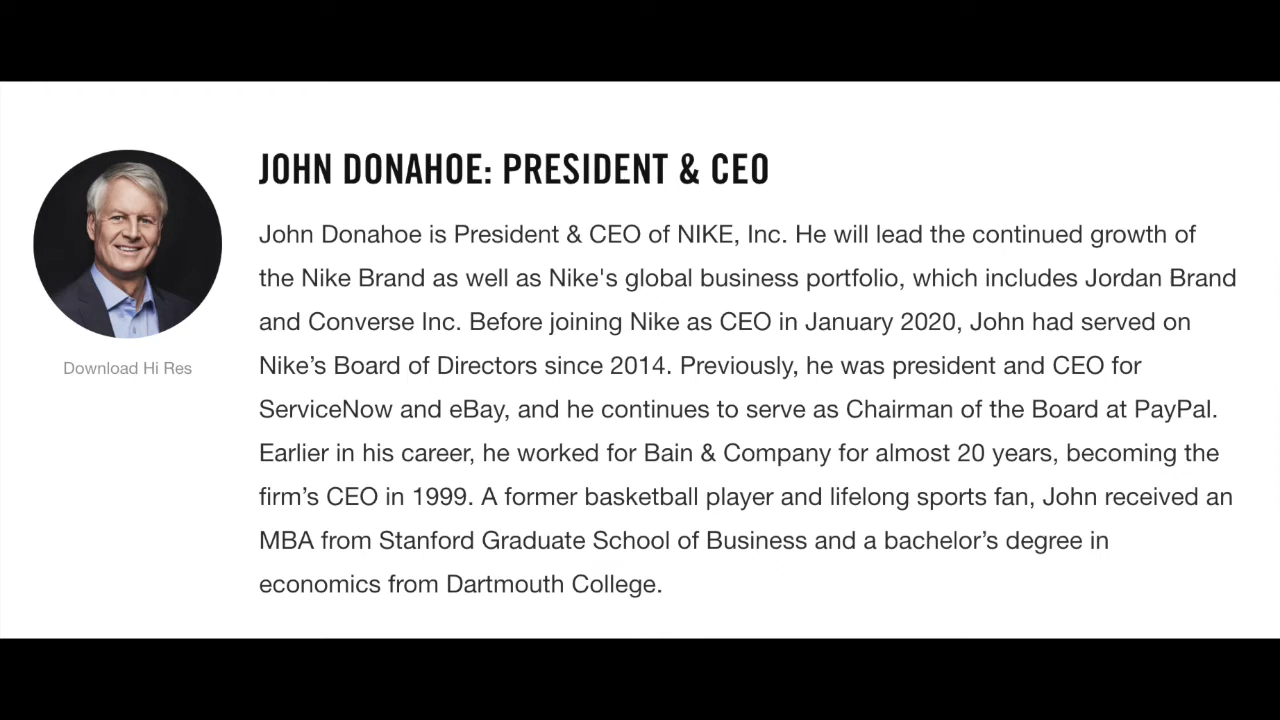 JOHN DONAHOE: PRESIDENT & CEO
John Donahoe is President & CEO of NIKE, Inc. He will lead the continued growth of
the Nike Brand as well as Nike's global business portfolio, which includes Jordan Brand
and Converse Inc. Before joining Nike as CEO in January 2020, John had served on
Nike’s Board of Directors since 2014. Previously, he was president and CEO for
ServiceNow and eBay, and he continues to serve as Chairman of the Board at PayPal.
Earlier in his career, he worked for Bain & Company for almost 20 years, becoming the
firm’s CEO in 1999. A former basketball player and lifelong sports fan, John received an
MBA from Stanford Graduate School of Business and a bachelor’s degree in
economics from Dartmouth College.
Download Hi Res